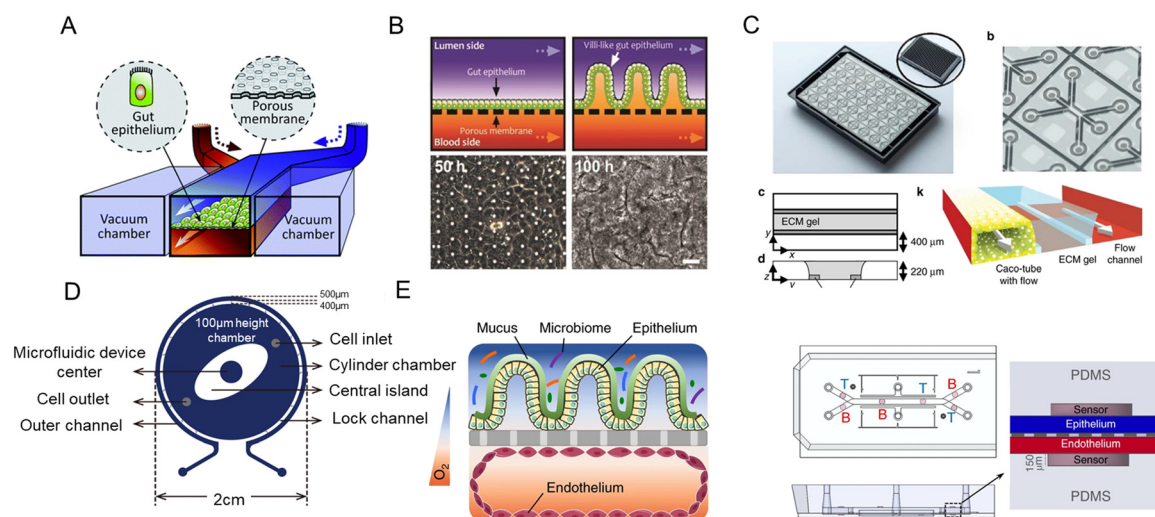 A
Gut
epithelium
Porous
membrane
Vacuum
chamber
Vacuum
chamber
B
Lumen side
Villi-like gut epithelium
Gut epithelium
Porous membrane
Blood side
50 h
100 h
C
b
c
ECM gel
y
x
400 µm
d
z
220 µm
k
Caco-tube
with flow
ECM gel
Flow
channel
D
500µm
400µm
100µm height
chamber
Microfluidic device
center
Cell outlet
Outer channel
Cell inlet
Cylinder chamber
Central island
Lock channel
2cm
E
Mucus
Microbiome
Epithelium
O2
Endothelium
T
B
T
B
B
T
PDMS
Sensor
Epithelium
Endothelium
Sensor
150
µm
PDMS